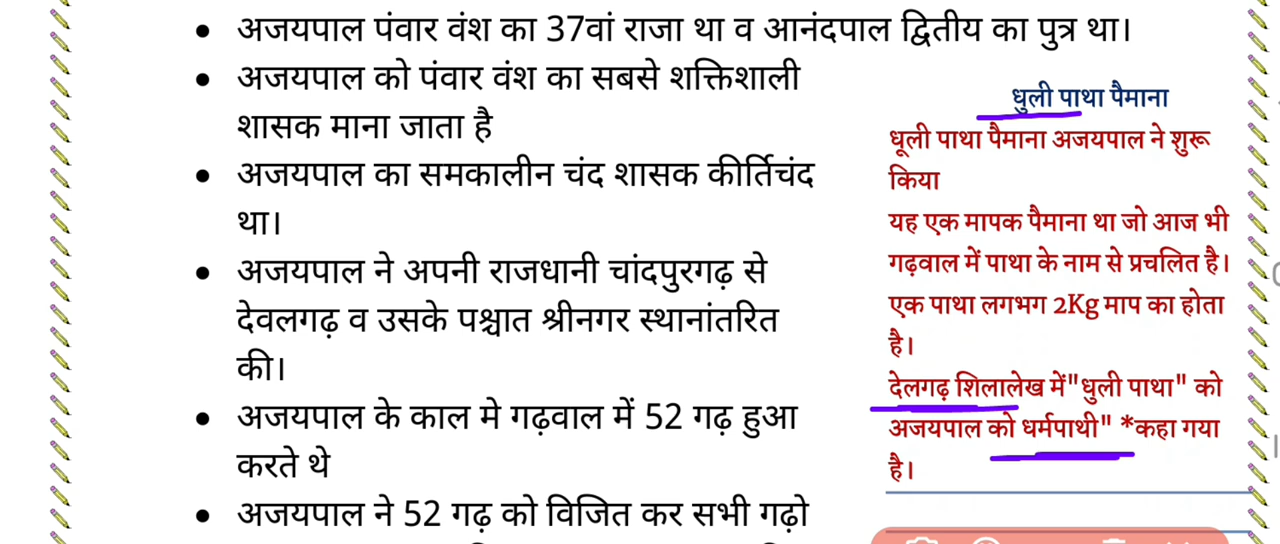 अजयपाल पंवार वंश का 37वां राजा था व आनंदपाल द्वितीय का पुत्र था।
अजयपाल को पंवार वंश का सबसे शक्तिशाली
शासक माना जाता है
अजयपाल का समकालीन चंद शासक कीर्तिचंद
था।
अजयपाल ने अपनी राजधानी चांदपुरगढ़ से
देवलगढ़ व उसके पश्चात श्रीनगर स्थानांतरित
की।
अजयपाल के काल मे गढ़वाल में 52 गढ़ हुआ
करते थे
अजयपाल ने 52 गढ़ को विजित कर सभी गढ़ो
धुली पाथा पैमाना
धूली पाथा पैमाना अजयपाल ने शुरू
किया
यह एक मापक पैमाना था जो आज भी
गढ़वाल में पाथा के नाम से प्रचलित है।
एक पाथा लगभग 2Kg माप का होता
है।
देलगढ़ शिलालेख में"धुली पाथा" को
अजयपाल को धर्मपाथी" *कहा गया
है।